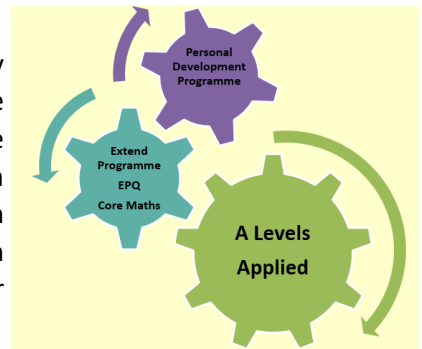 Personal
Development
Programme
Extend
Programme
EPQ
Core Maths
A Levels
Applied